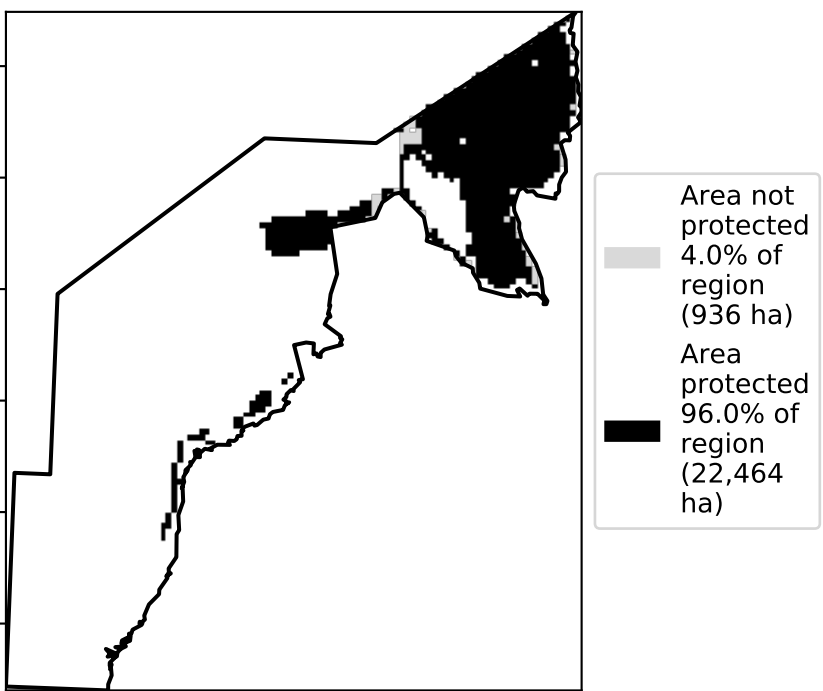 Area not
protected
4.0% of
region
(936 ha)
Area
protected
96.0% of
region
(22,464
ha)